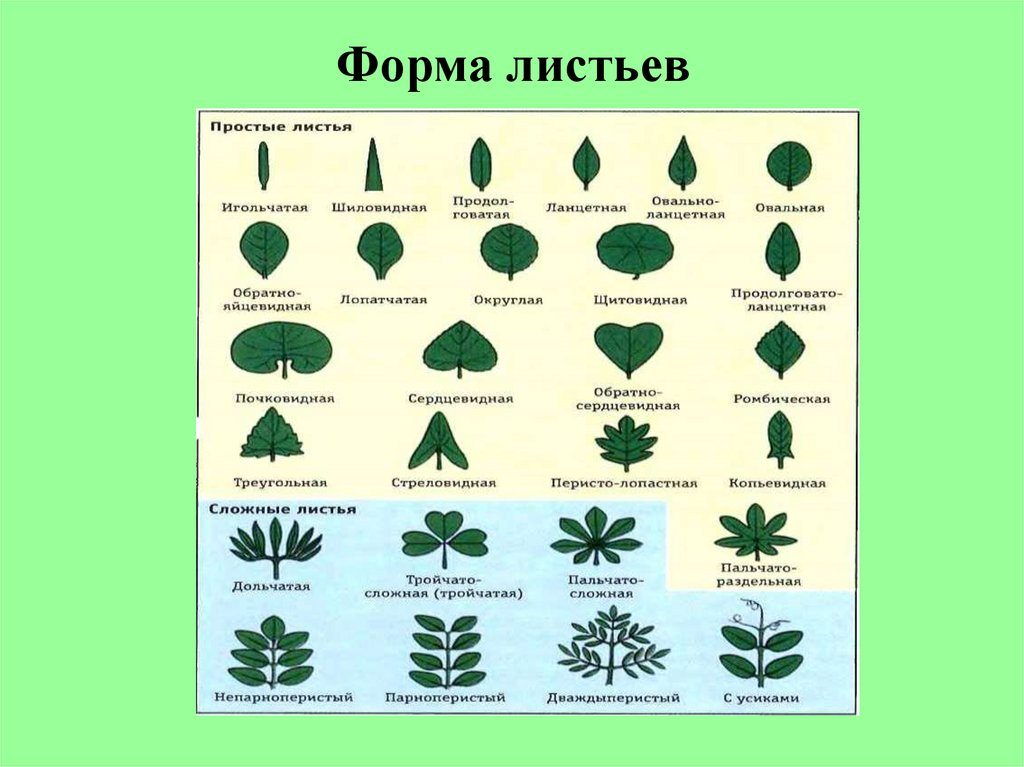 Форма листьев
Простые листья
Игольчатая
Шиловидная
Продол-
говатая
Ланцетная
Овально-
ланцетная
Овальная
Обратно-
яйцевидная
Лопатчатая
Округлая
Щитовидная
Продолговато-
ланцетная
Почковидная
Сердцевидная
Обратно-
сердцевидная
Ромбическая
Треугольная
Стреловидная
Перисто-лопастная
Копьевидная
Сложные листья
Дольчатая
Тройчато-
сложная (тройчатая)
Пальчато-
сложная
Пальчато-
раздельная
Непарноперистый
Парноперистый
Дваждыперистый
С усиками